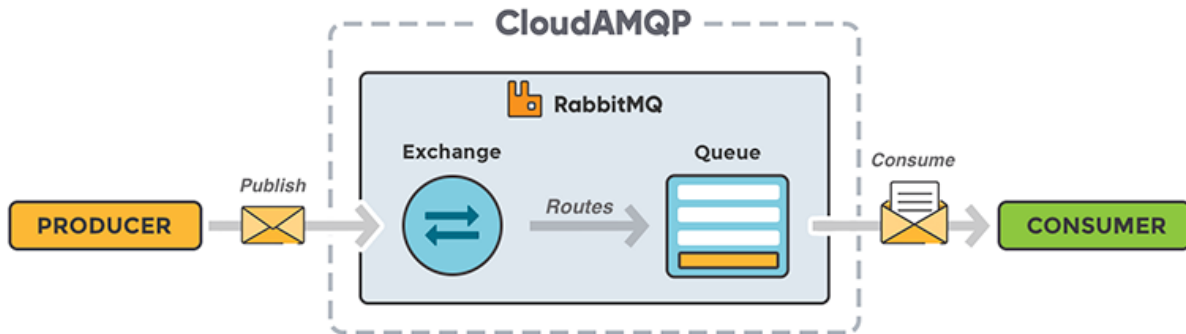 CloudAMQP
RabbitMQ
Exchange
Queue
Consume
Publish
Routes
PRODUCER
CONSUMER